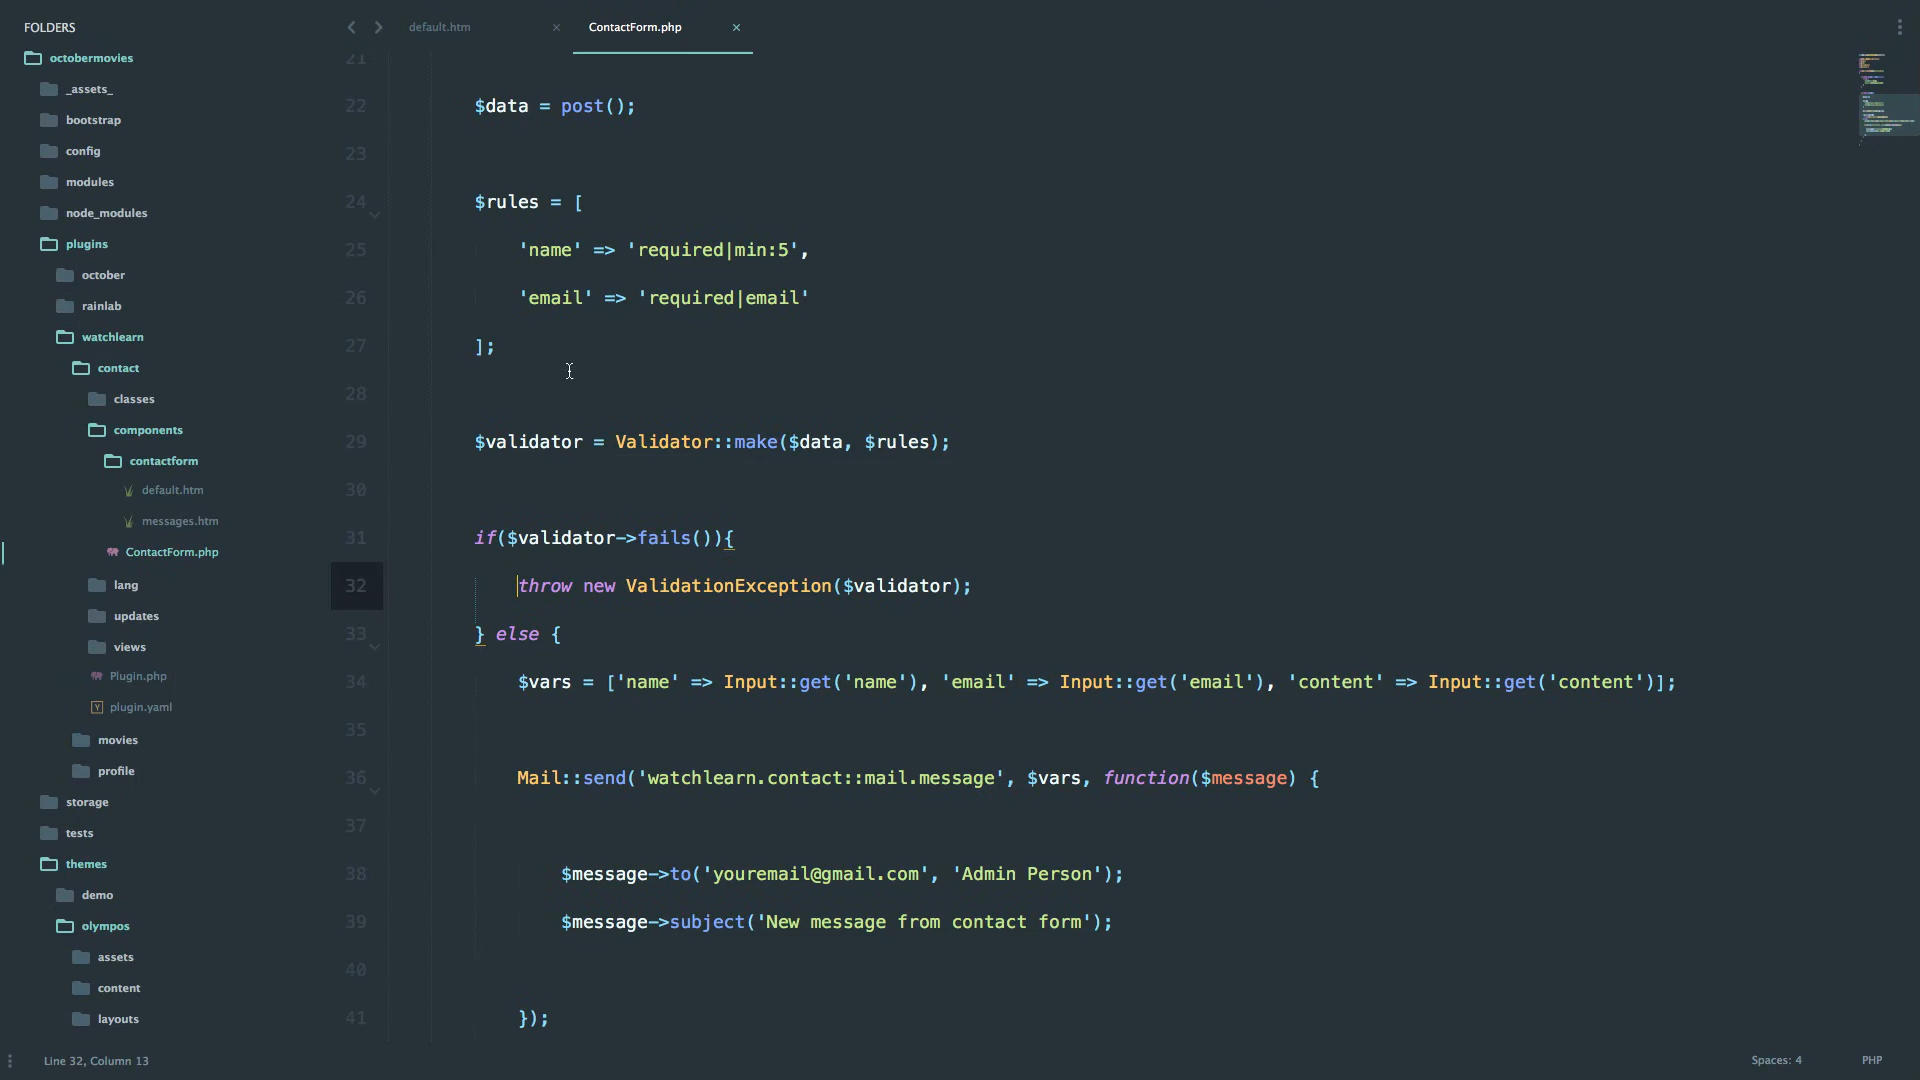 FOLDERS
octobermovies
_assets_
bootstrap
config
modules
node_modules
plugins
october
rainlab
watchlearn
contact
classes
components
contactform
default.htm
messages.htm
ContactForm.php
lang
updates
views
Plugin.php
Y plugin.yaml
movies
profile
storage
tests
themes
demo
olympos
assets
content
layouts
default.htm × ContactForm.php ×
21
22 $data = post();
23
24 $rules = [
25 'name' => 'required|min:5',
26 'email' => 'required|email'
27 ];
28
29 $validator = Validator::make($data, $rules);
30
31 if($validator->fails()){
32 throw new ValidationException($validator);
33 } else {
34 $vars = ['name' => Input::get('name'), 'email' => Input::get('email'), 'content' => Input::get('content')];
35
36 Mail::send('watchlearn.contact::mail.message', $vars, function($message) {
37
38 $message->to('youremail@gmail.com', 'Admin Person');
39 $message->subject('New message from contact form');
40
41 });
Line 32, Column 13
Spaces: 4 PHP